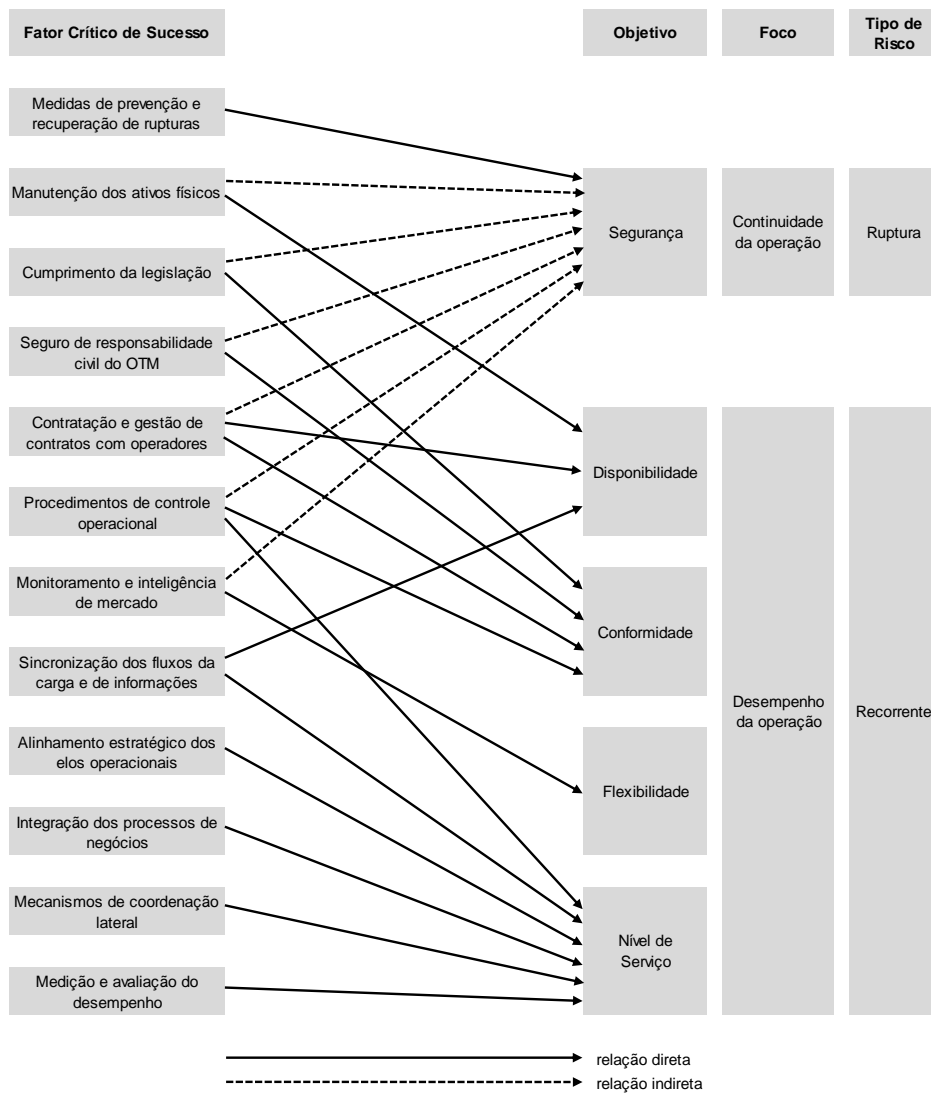 Fator Crítico de Sucesso
Objetivo
Foco
Tipo de
Risco
Medidas de prevenção e
recuperação de rupturas
Manutenção dos ativos físicos
Cumprimento da legislação
Seguro de responsabilidade
civil do OTM
Contratação e gestão de
contratos com operadores
Procedimentos de controle
operacional
Monitoramento e inteligência
de mercado
Sincronização dos fluxos da
carga e de informações
Alinhamento estratégico dos
elos operacionais
Integração dos processos de
negócios
Mecanismos de coordenação
lateral
Medição e avaliação do
desempenho
Segurança
Disponibilidade
Conformidade
Flexibilidade
Nível de
Serviço
Continuidade
da operação
Desempenho
da operação
Ruptura
Recorrente
relação direta
relação indireta